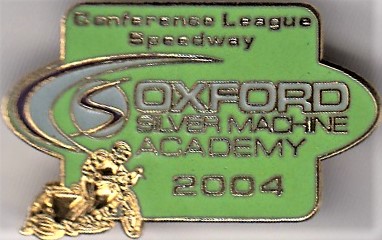 Conference League
Speedway
OXFORD
SILVER MACHINE
ACADEMY
2004